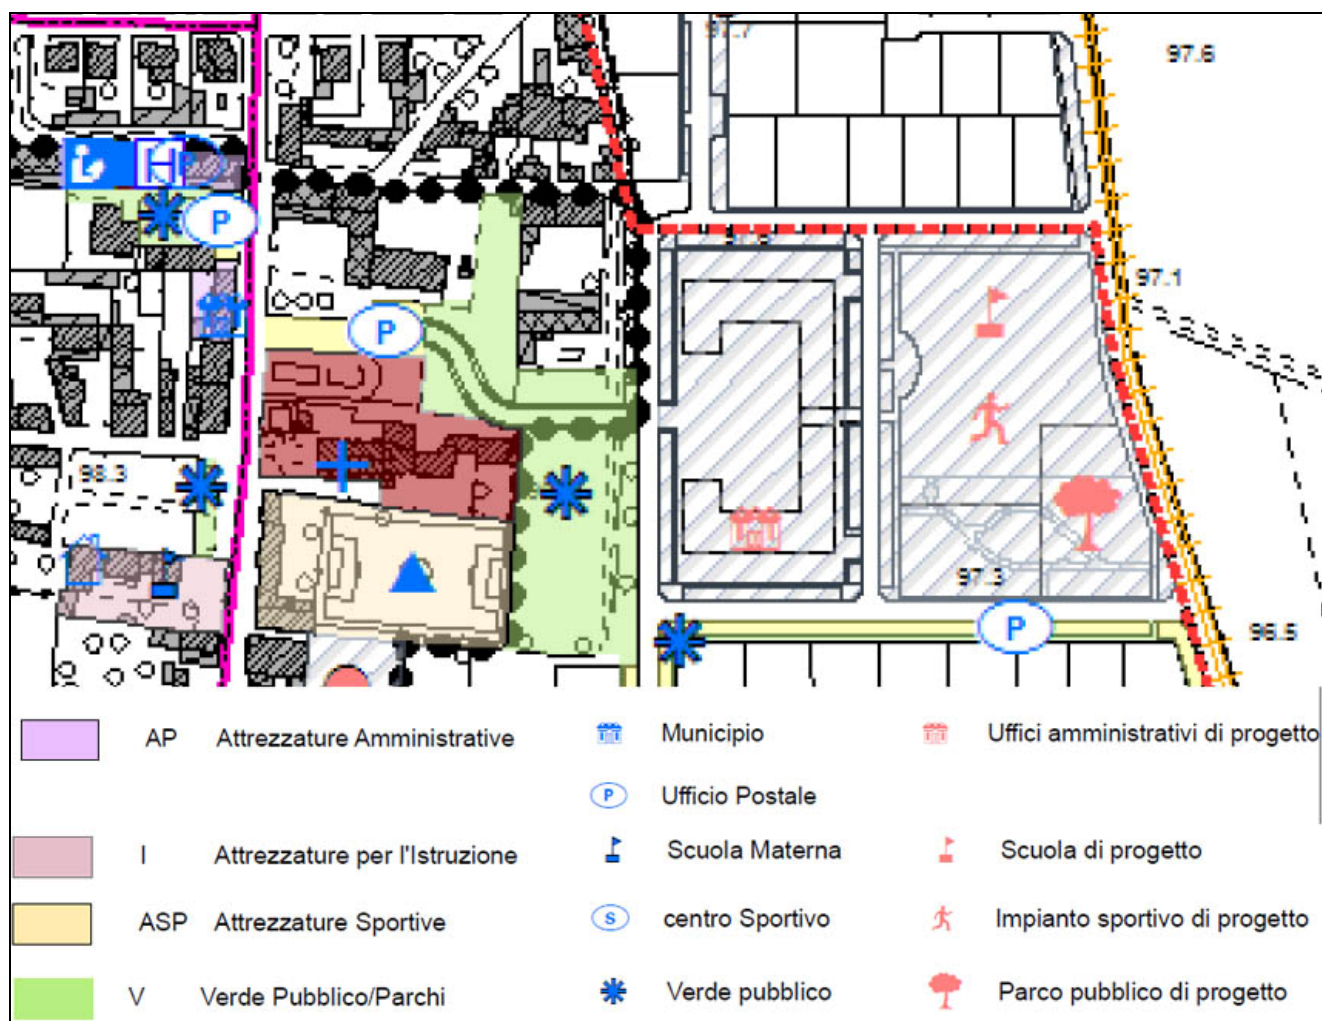 97.7
97.6
P
97.1
P
98.3
97.3
P
96.5
AP Attrezzature Amministrative Municipio Uffici amministrativi di progetto
P Ufficio Postale
I Attrezzature per l'Istruzione Scuola Materna Scuola di progetto
ASP Attrezzature Sportive S centro Sportivo Impianto sportivo di progetto
V Verde Pubblico/Parchi Verde pubblico Parco pubblico di progetto